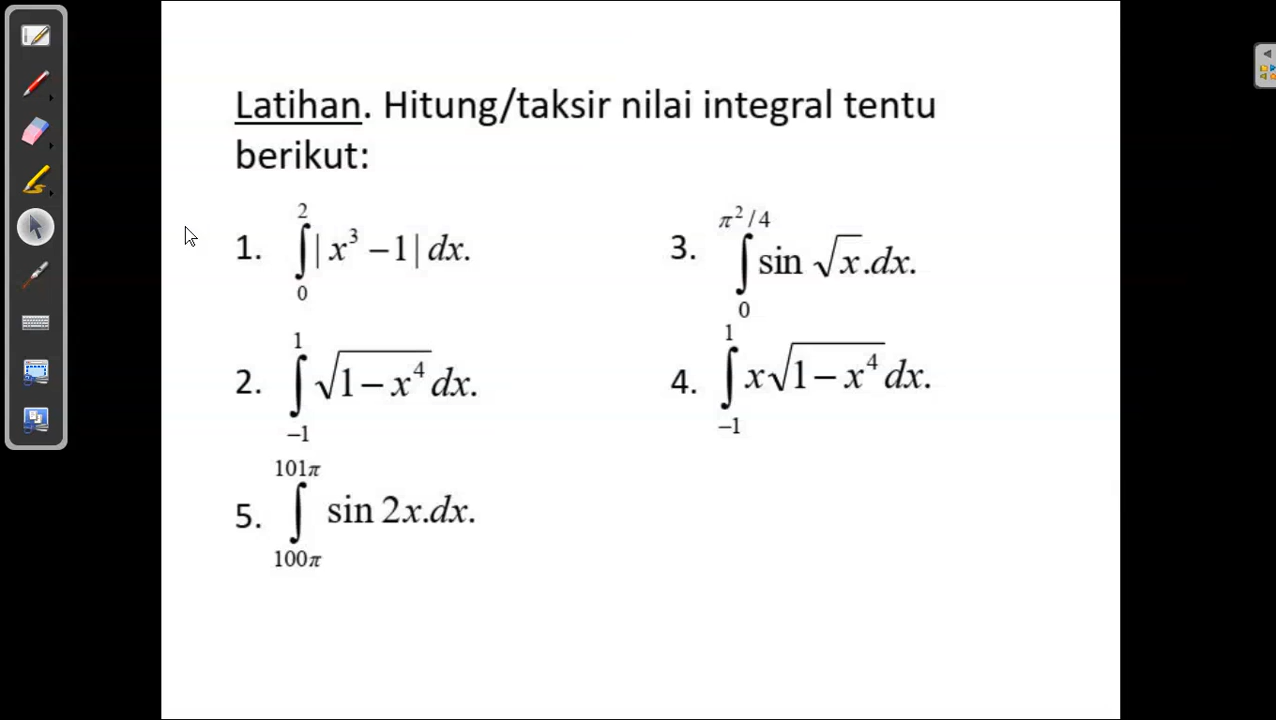 Latihan. Hitung/taksir nilai integral tentu
berikut:
1. ∫₀² | x³ − 1 | dx.
3. ∫₀^(π²/4) sin √x.dx.
2. ∫₋₁¹ √(1 − x⁴) dx.
4. ∫₋₁¹ x√(1 − x⁴) dx.
5. ∫₁₀₀π^(101π) sin 2x.dx.